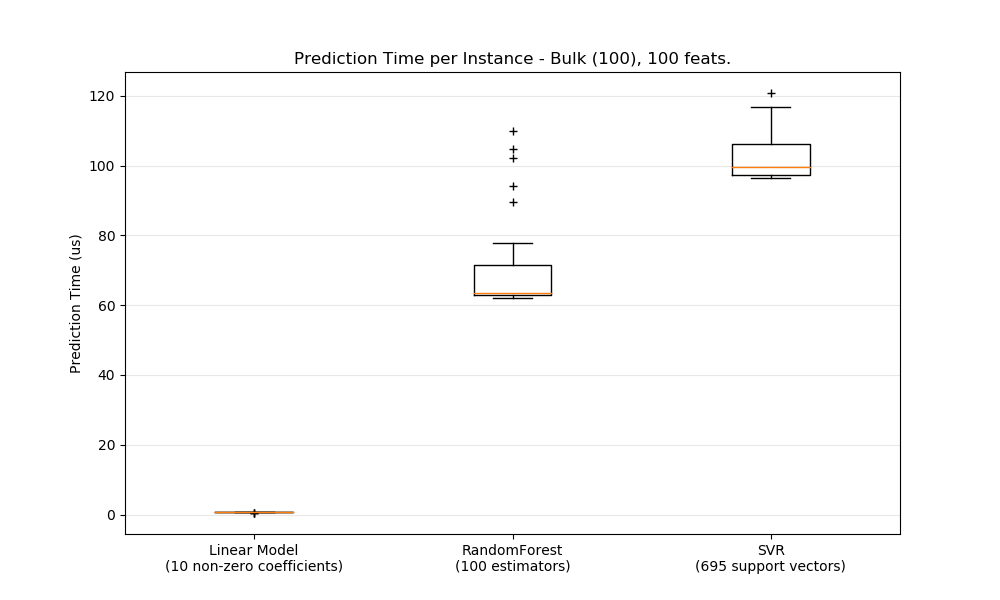 Prediction Time per Instance - Bulk (100), 100 feats.
120
100
80
60
40
20
0
Prediction Time (us)
Linear Model
(10 non-zero coefficients)
RandomForest
(100 estimators)
SVR
(695 support vectors)